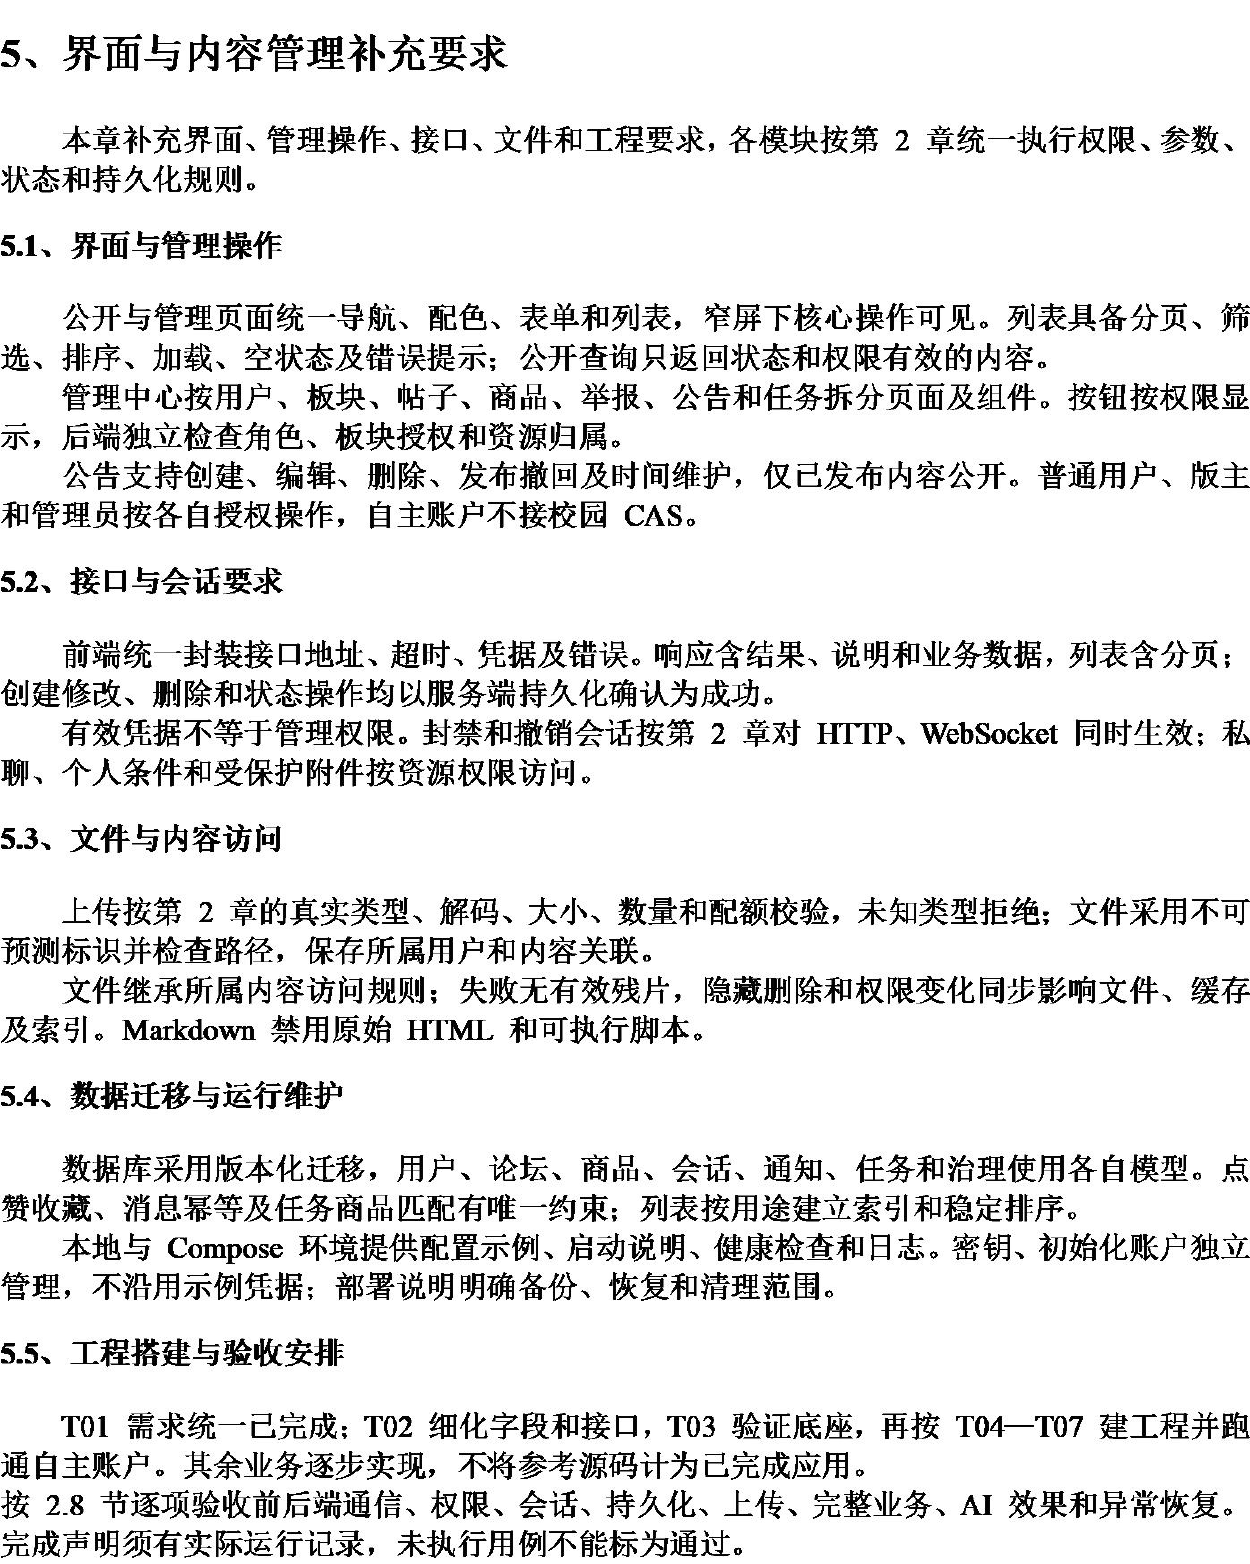 5、界面与内容管理补充要求
本章补充界面、管理操作、接口、文件和工程要求，各模块按第 2 章统一执行权限、参数、
状态和持久化规则。
5.1、界面与管理操作
公开与管理页面统一导航、配色、表单和列表，窄屏下核心操作可见。列表具备分页、筛
选、排序、加载、空状态及错误提示；公开查询只返回状态和权限有效的内容。
管理中心按用户、板块、帖子、商品、举报、公告和任务拆分页面及组件。按钮按权限显
示，后端独立检查角色、板块授权和资源归属。
公告支持创建、编辑、删除、发布撤回及时间维护，仅已发布内容公开。普通用户、版主
和管理员按各自授权操作，自主账户不接校园 CAS。
5.2、接口与会话要求
前端统一封装接口地址、超时、凭据及错误。响应含结果、说明和业务数据，列表含分页；
创建修改、删除和状态操作均以服务端持久化确认为成功。
有效凭据不等于管理权限。封禁和撤销会话按第 2 章对 HTTP、WebSocket 同时生效；私
聊、个人条件和受保护附件按资源权限访问。
5.3、文件与内容访问
上传按第 2 章的真实类型、解码、大小、数量和配额校验，未知类型拒绝；文件采用不可
预测标识并检查路径，保存所属用户和内容关联。
文件继承所属内容访问规则；失败无有效残片，隐藏删除和权限变化同步影响文件、缓存
及索引。Markdown 禁用原始 HTML 和可执行脚本。
5.4、数据迁移与运行维护
数据库采用版本化迁移，用户、论坛、商品、会话、通知、任务和治理使用各自模型。点
赞收藏、消息幂等及任务商品匹配有唯一约束；列表按用途建立索引和稳定排序。
本地与 Compose 环境提供配置示例、启动说明、健康检查和日志。密钥、初始化账户独立
管理，不沿用示例凭据；部署说明明确备份、恢复和清理范围。
5.5、工程搭建与验收安排
T01 需求统一已完成；T02 细化字段和接口，T03 验证底座，再按 T04—T07 建工程并跑
通自主账户。其余业务逐步实现，不将参考源码计为已完成应用。
按 2.8 节逐项验收前后端通信、权限、会话、持久化、上传、完整业务、AI 效果和异常恢复。
完成声明须有实际运行记录，未执行用例不能标为通过。